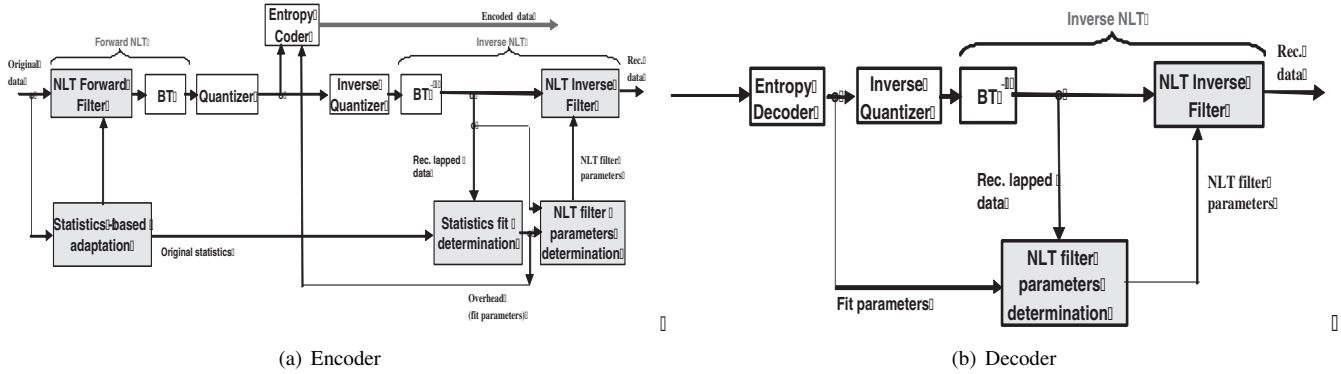 Entropy
Coder
Encoded data
Forward NLT
Inverse NLT
Original
data
NLT Forward
Filter
BT
Quantizer
Inverse
Quantizer
BT
-1
NLT Inverse
Filter
Rec.
data
Rec. lapped
data
NLT filter
parameters
Statistics-based
adaptation
Original statistics
Statistics fit
determination
NLT filter
parameters
determination
Overhead
(fit parameters)
(a) Encoder
Inverse NLT
Rec.
data
Entropy
Decoder
Inverse
Quantizer
BT
-1
NLT Inverse
Filter
Rec. lapped
data
NLT filter
parameters
NLT filter
parameters
determination
Fit parameters
(b) Decoder